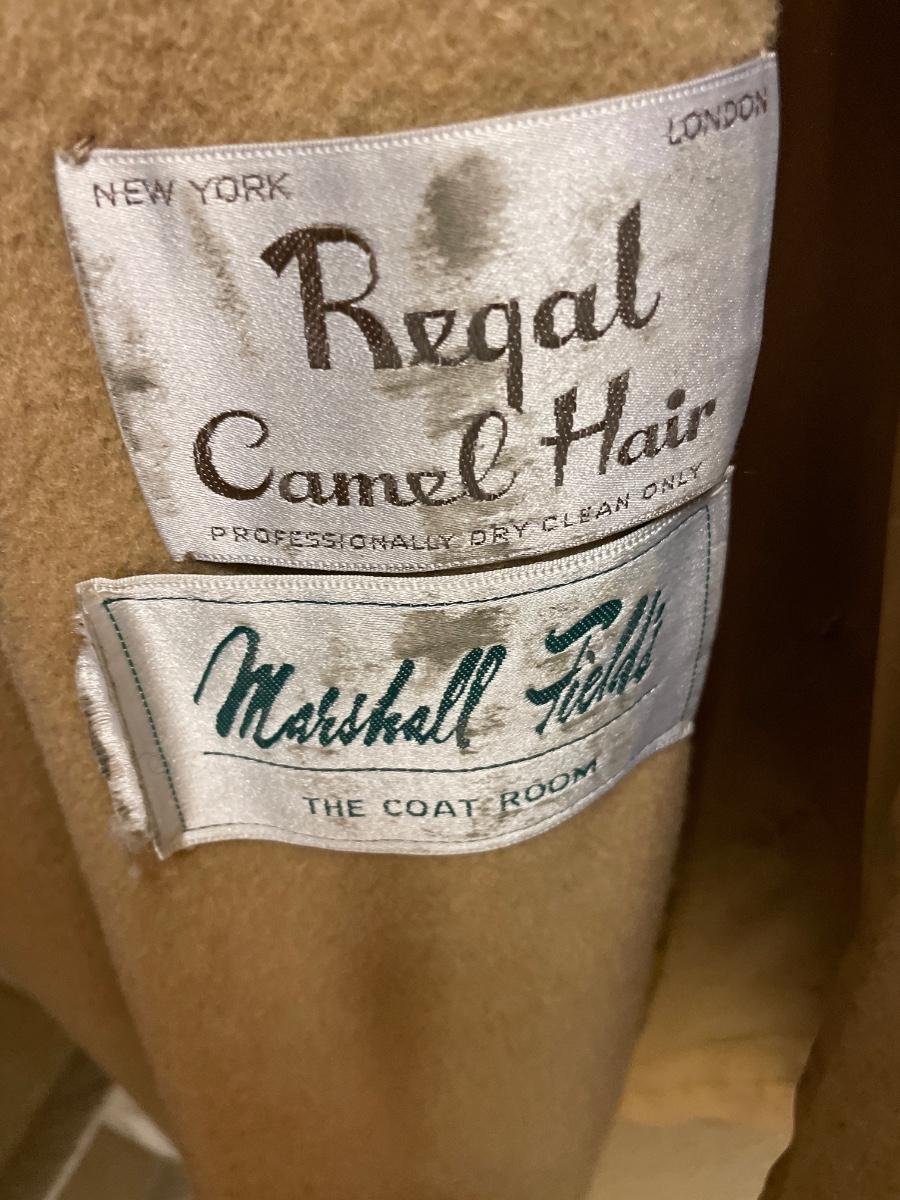 NEW YORK LONDON
Regal
Camel Hair
PROFESSIONALLY DRY CLEAN ONLY
Marshall Field's
THE COAT ROOM